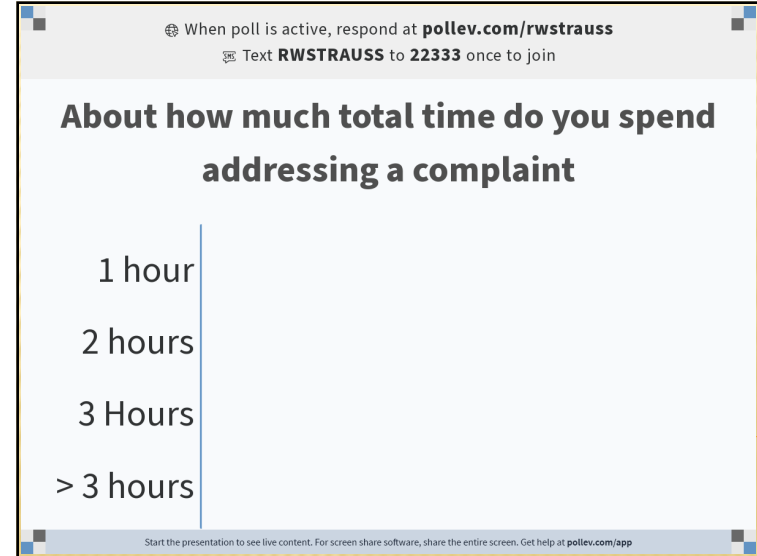 When poll is active, respond at pollev.com/rwstrauss
SMS Text RWSTRAUSS to 22333 once to join
About how much total time do you spend
addressing a complaint
1 hour
2 hours
3 Hours
> 3 hours
Start the presentation to see live content. For screen share software, share the entire screen. Get help at pollev.com/app